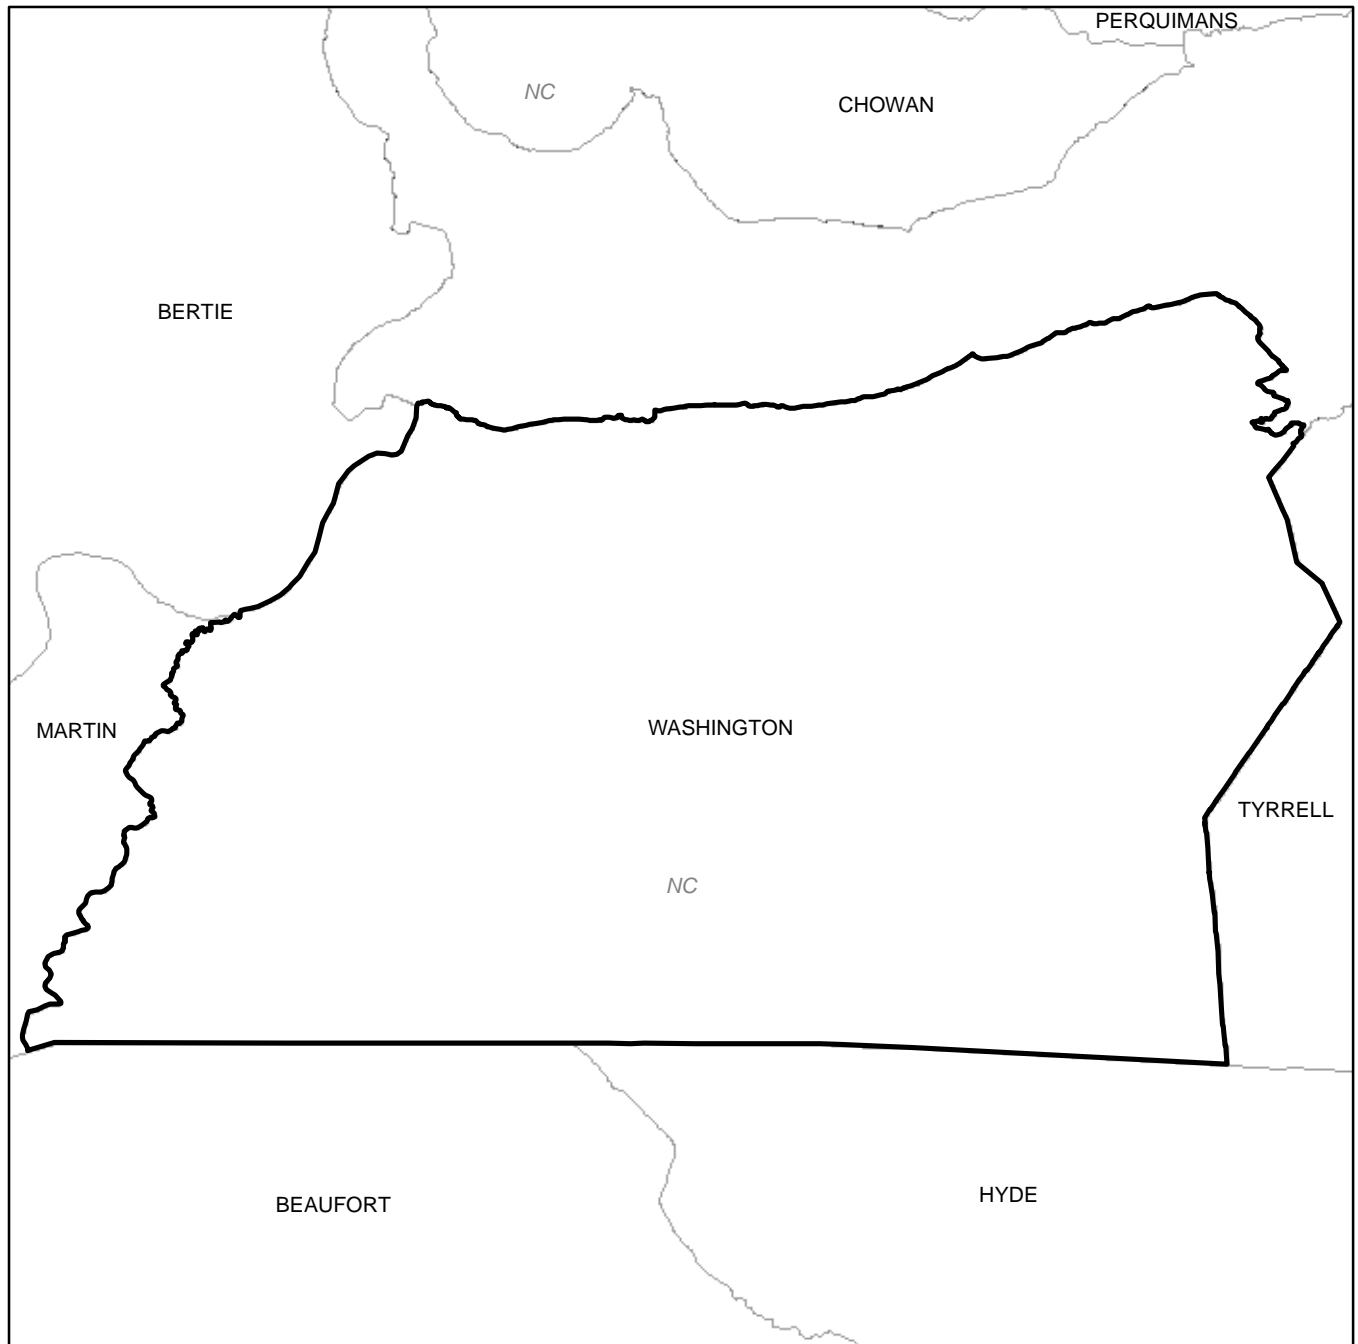 PERQUIMANS
NC
CHOWAN
BERTIE
WASHINGTON
MARTIN
TYRRELL
NC
HYDE
BEAUFORT